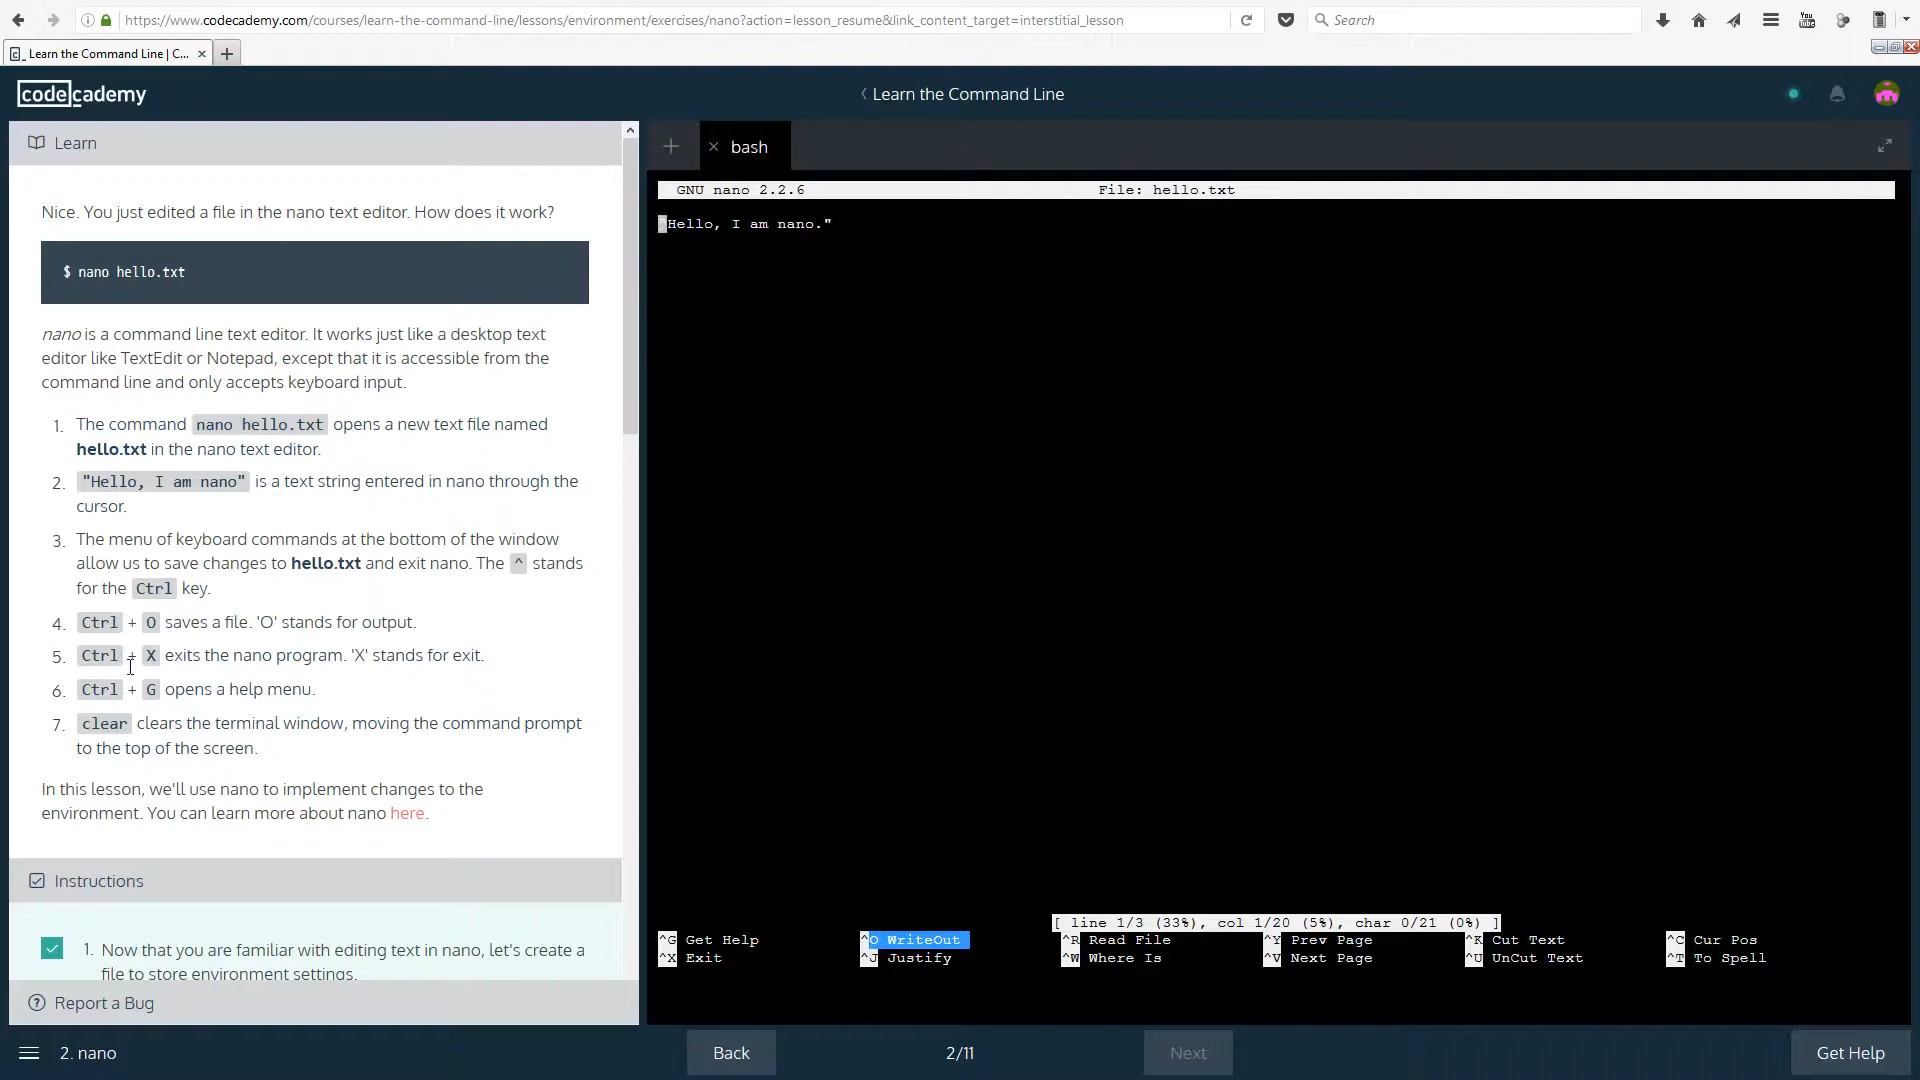 https://www.codecademy.com/courses/learn-the-command-line/lessons/environment/exercises/nano?action=lesson_resume&link_content_target=interstitial_lesson
Search
You
Tube
Learn the Command Line | C...
codecademy
Learn the Command Line
Learn
bash
Nice. You just edited a file in the nano text editor. How does it work?
$ nano hello.txt
nano is a command line text editor. It works just like a desktop text
editor like TextEdit or Notepad, except that it is accessible from the
command line and only accepts keyboard input.
1. The command nano hello.txt opens a new text file named
hello.txt in the nano text editor.
2. "Hello, I am nano" is a text string entered in nano through the
cursor.
3. The menu of keyboard commands at the bottom of the window
allow us to save changes to hello.txt and exit nano. The ^ stands
for the Ctrl key.
4. Ctrl + O saves a file. 'O' stands for output.
5. Ctrl + X exits the nano program. 'X' stands for exit.
6. Ctrl + G opens a help menu.
7. clear clears the terminal window, moving the command prompt
to the top of the screen.
In this lesson, we'll use nano to implement changes to the
environment. You can learn more about nano here.
Instructions
1. Now that you are familiar with editing text in nano, let's create a
file to store environment settings.
Report a Bug
GNU nano 2.2.6 File: hello.txt
"Hello, I am nano."
[ line 1/3 (33%), col 1/20 (5%), char 0/21 (0%) ]
^G Get Help ^O WriteOut ^R Read File ^Y Prev Page ^K Cut Text ^C Cur Pos
^X Exit ^J Justify ^W Where Is ^V Next Page ^U UnCut Text ^T To Spell
2. nano
Back
2/11
Next
Get Help